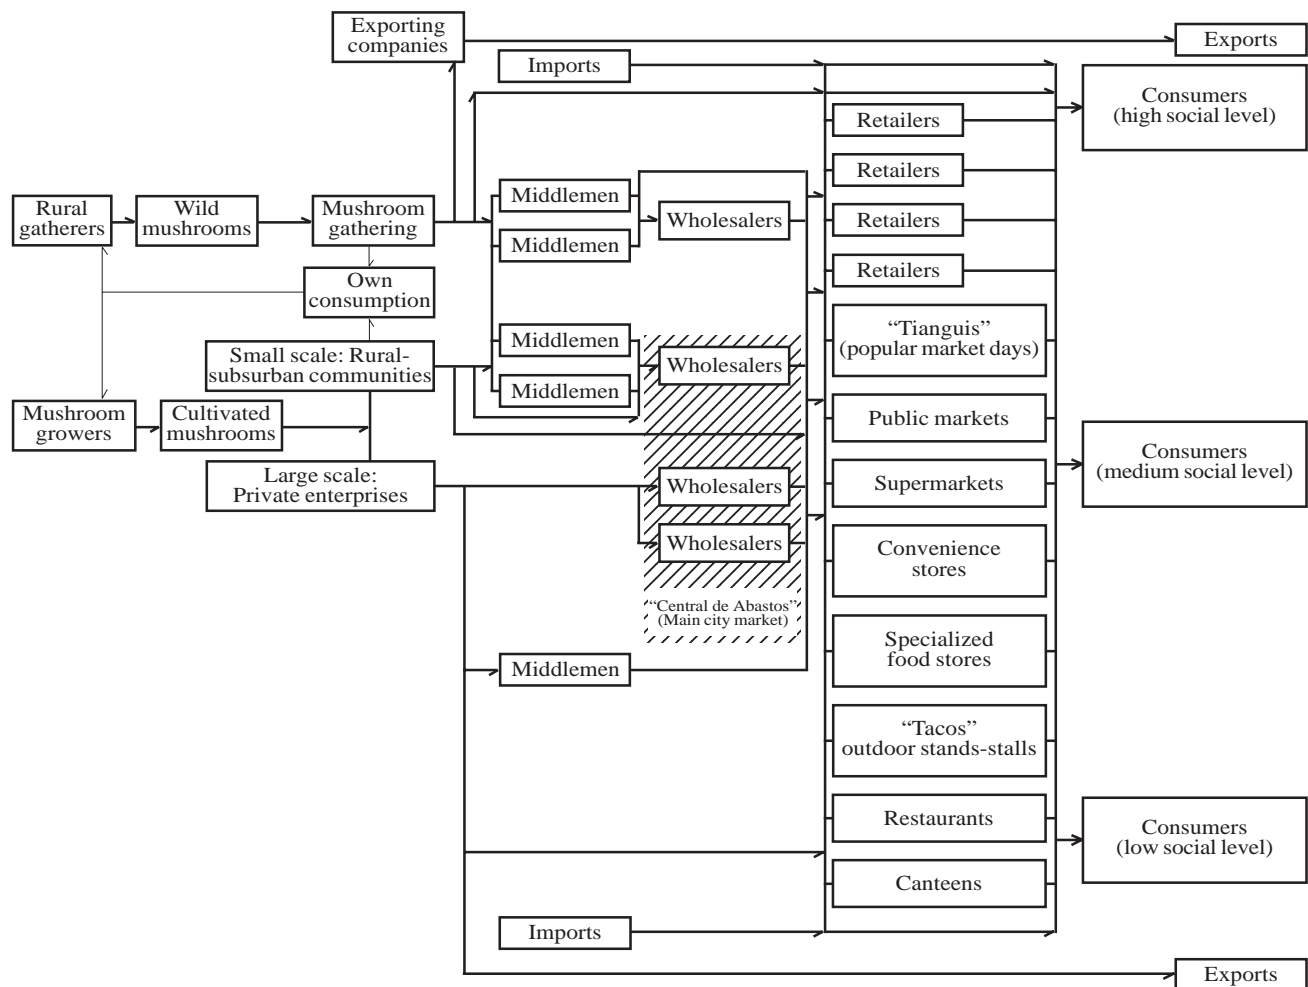 Exporting
companies
Exports
Imports
Consumers
(high social level)
Retailers
Retailers
Middlemen
Rural
gatherers
Wild
mushrooms
Mushroom
gathering
Wholesalers
Retailers
Middlemen
Retailers
Own
consumption
"Tianguis"
(popular market days)
Middlemen
Small scale: Rural-
subsurban communities
Wholesalers
Middlemen
Mushroom
growers
Cultivated
mushrooms
Public markets
Consumers
(medium social level)
Large scale:
Private enterprises
Wholesalers
Supermarkets
Wholesalers
Convenience
stores
"Central de Abastos"
(Main city market)
Specialized
food stores
Middlemen
"Tacos"
outdoor stands-stalls
Restaurants
Consumers
(low social level)
Canteens
Imports
Exports